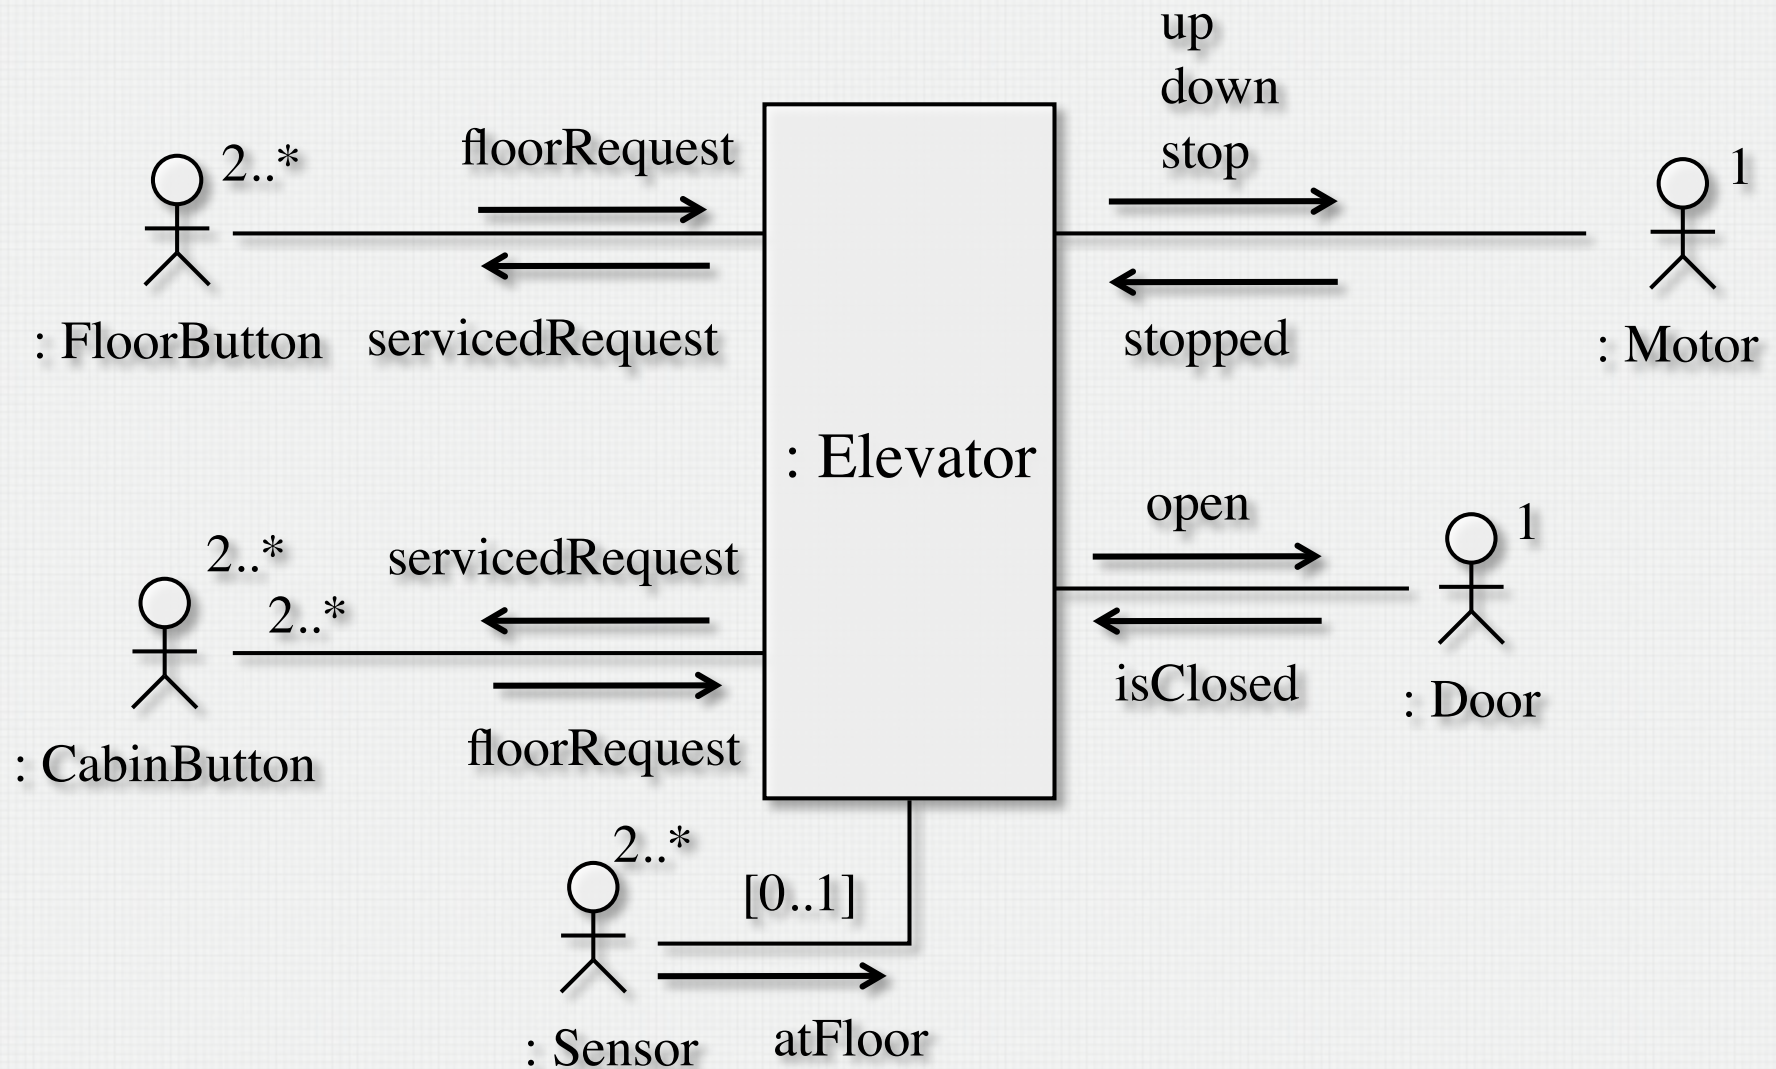 up
down
stop
2..*
floorRequest
1
: FloorButton
servicedRequest
stopped
: Motor
: Elevator
open
1
2..*
servicedRequest
2..*
isClosed
: Door
: CabinButton
floorRequest
2..*
[0..1]
: Sensor
atFloor